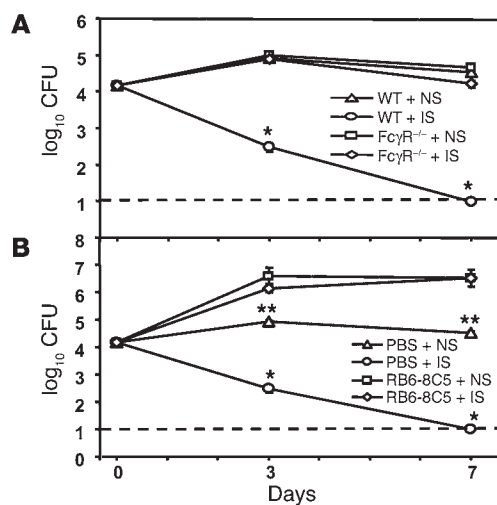 A
6
5
4
3
2
1
log₁₀ CFU
*
*
WT + NS
WT + IS
FcγR⁻/⁻ + NS
FcγR⁻/⁻ + IS
B
8
7
6
5
4
3
2
1
0
log₁₀ CFU
**
**
*
*
PBS + NS
PBS + IS
RB6-8C5 + NS
RB6-8C5 + IS
0 3 7
Days